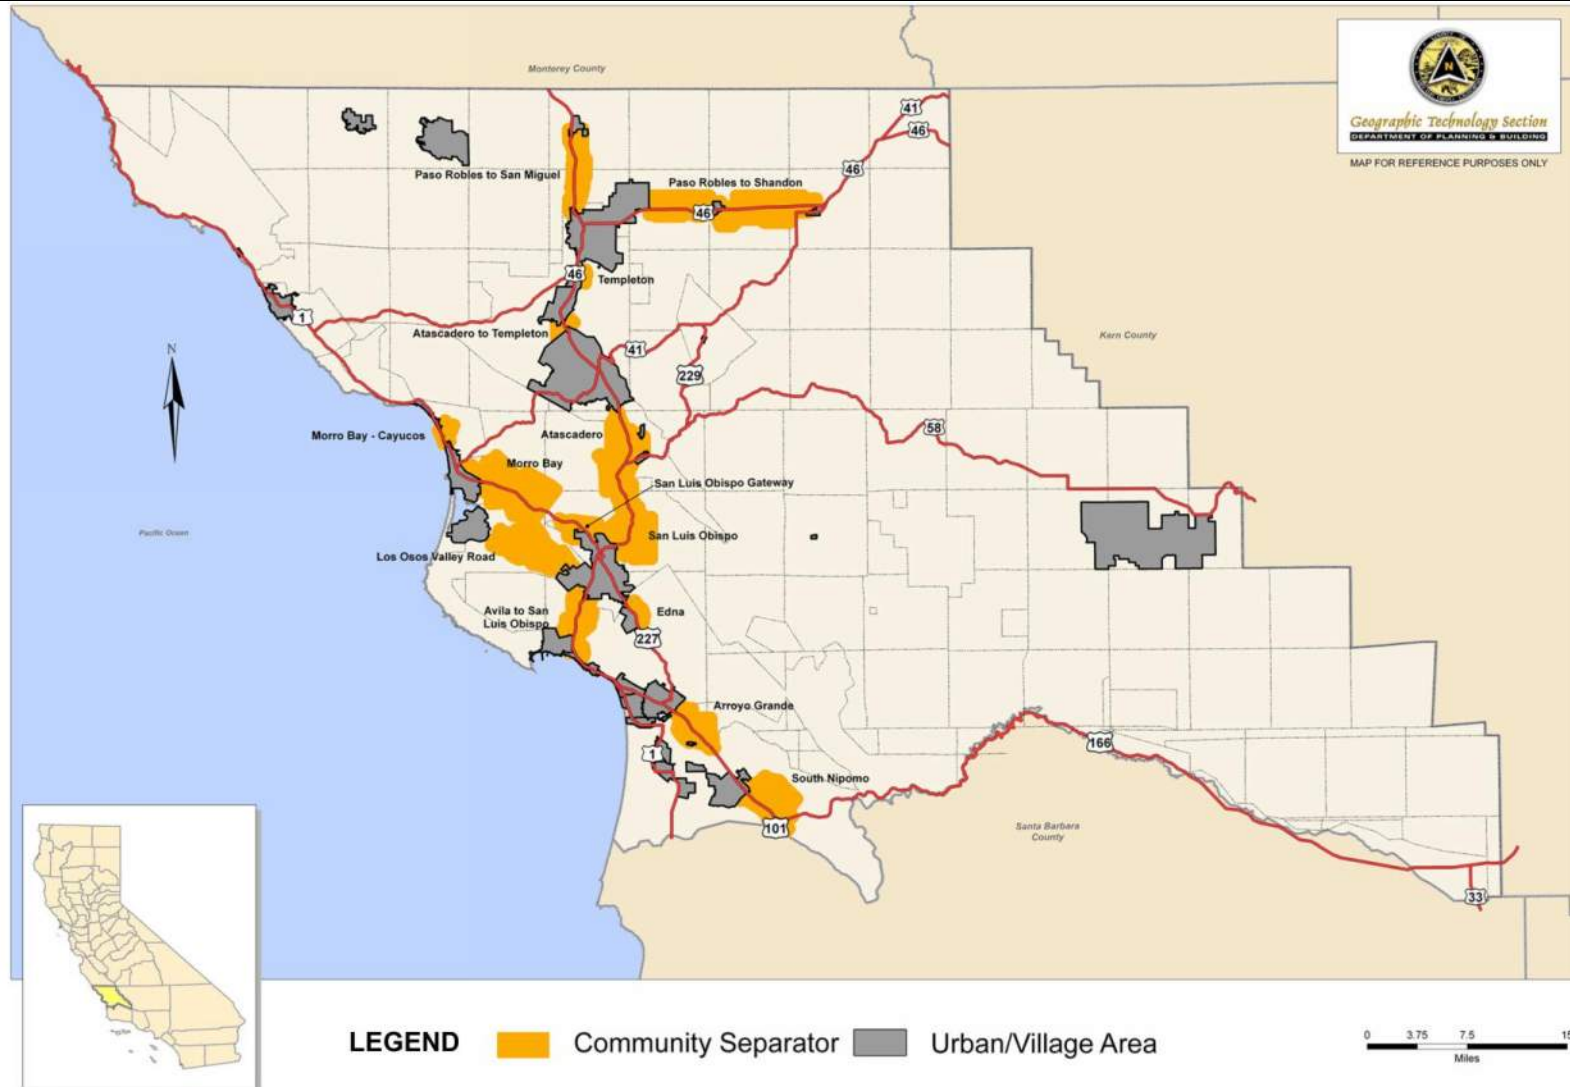 Monterey County
Geographic Technology Section
DEPARTMENT OF PLANNING & BUILDING
MAP FOR REFERENCE PURPOSES ONLY
N
41
46
46
Paso Robles to San Miguel
Paso Robles to Shandon
46
46
Templeton
1
Atascadero to Templeton
41
Kern County
N
229
Morro Bay - Cayucos
Atascadero
58
Morro Bay
San Luis Obispo Gateway
Pacific Ocean
San Luis Obispo
Los Osos Valley Road
Avila to San
Luis Obispo
Edna
227
Arroyo Grande
1
166
South Nipomo
101
Santa Barbara
County
33
LEGEND
Community Separator
Urban/Village Area
0 3.75 7.5 15
Miles